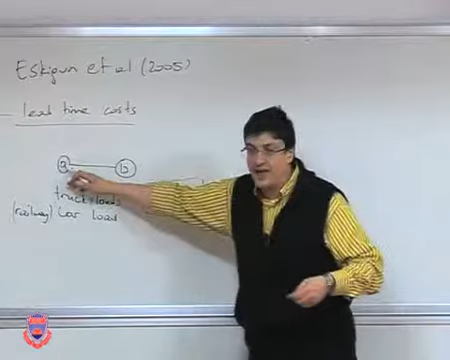 Eskigun et al (2005)
- lead time costs
a b
truck loads
(railway) car load